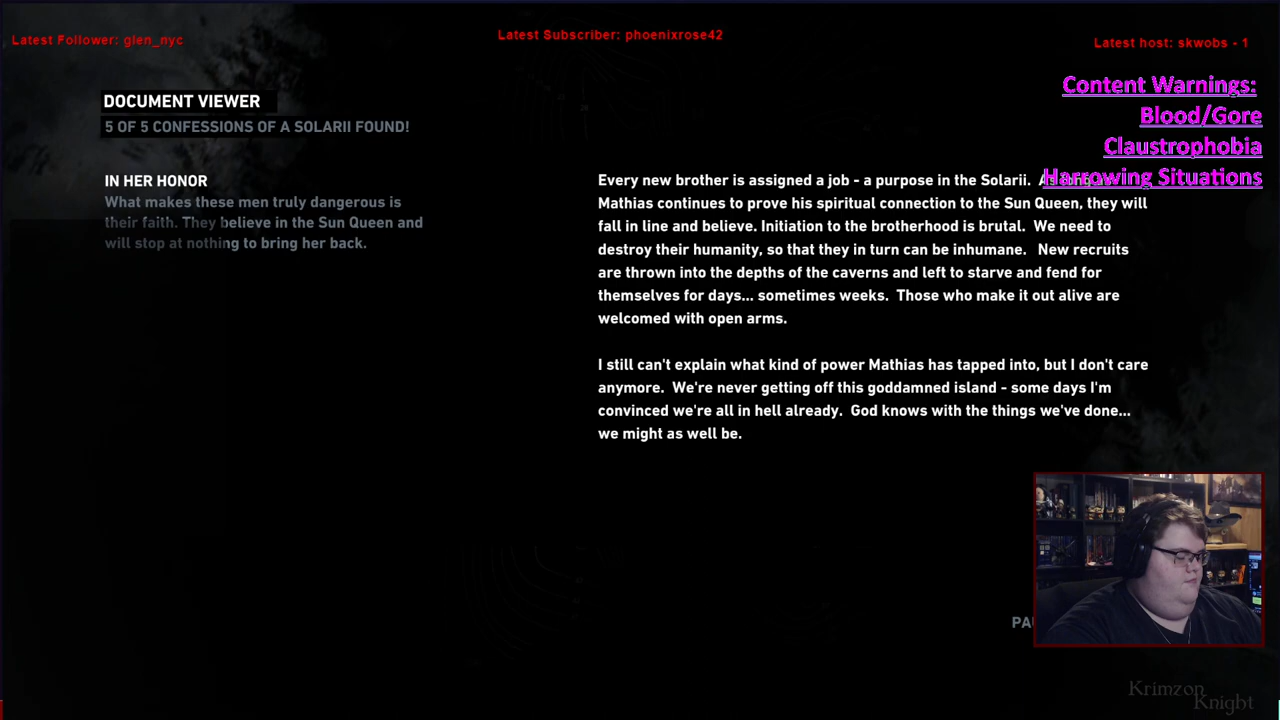 Latest Follower: glen_nyc
Latest Subscriber: phoenixrose42
Latest host: skwobs - 1
Content Warnings:
Blood/Gore
Claustrophobia
Harrowing Situations
DOCUMENT VIEWER
5 OF 5 CONFESSIONS OF A SOLARII FOUND!
IN HER HONOR
What makes these men truly dangerous is
their faith. They believe in the Sun Queen and
will stop at nothing to bring her back.
Every new brother is assigned a job - a purpose in the Solarii.
Mathias continues to prove his spiritual connection to the Sun Queen, they will
fall in line and believe. Initiation to the brotherhood is brutal. We need to
destroy their humanity, so that they in turn can be inhumane. New recruits
are thrown into the depths of the caverns and left to starve and fend for
themselves for days... sometimes weeks. Those who make it out alive are
welcomed with open arms.
I still can't explain what kind of power Mathias has tapped into, but I don't care
anymore. We're never getting off this goddamned island - some days I'm
convinced we're all in hell already. God knows with the things we've done...
we might as well be.
Krimzon
Knight